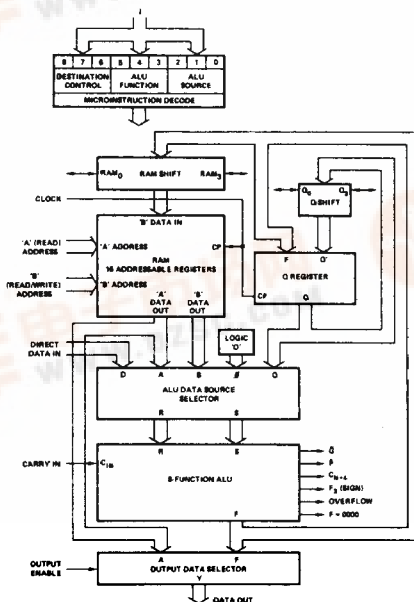 I
8 7 6 5 4 3 2 1 0
DESTINATION CONTROL ALU FUNCTION ALU SOURCE
MICROINSTRUCTION DECODE
RAM0 RAM SHIFT RAM3
Q0 Q3
Q SHIFT
CLOCK
'B' DATA IN
'A' (READ) ADDRESS
'A' ADDRESS
CP
F Q'
RAM
16 ADDRESSABLE REGISTERS
Q REGISTER
'B' (READ/WRITE) ADDRESS
'B' ADDRESS
'A' DATA OUT
'B' DATA OUT
CP Q
DIRECT DATA IN
LOGIC '0'
D A B Ø Q
ALU DATA SOURCE SELECTOR
R S
R S
CARRY IN
Cin
8-FUNCTION ALU
G̅
P̅
Cn+4
F3 (SIGN)
OVERFLOW
F = 0000
F
OUTPUT ENABLE
A F
OUTPUT DATA SELECTOR
Y
DATA OUT